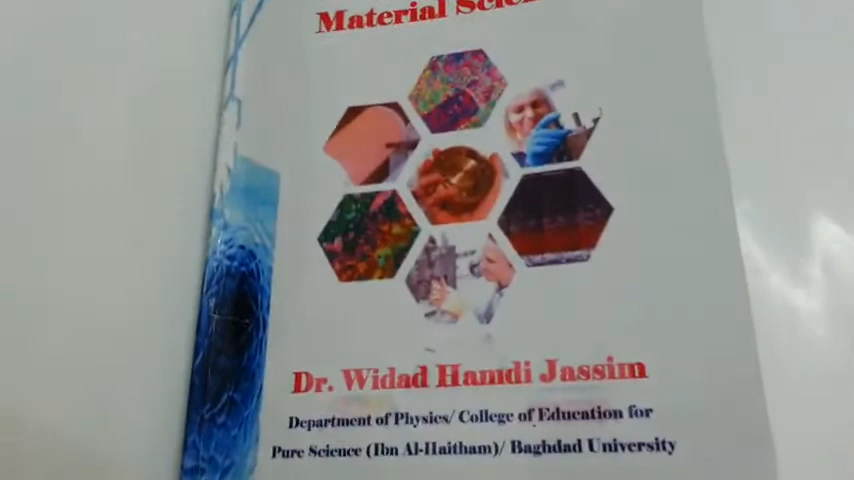 Material
Dr. Widad Hamdi Jassim
Department of Physics/ College of Education for
Pure Science (Ibn Al-Haitham)/ Baghdad University